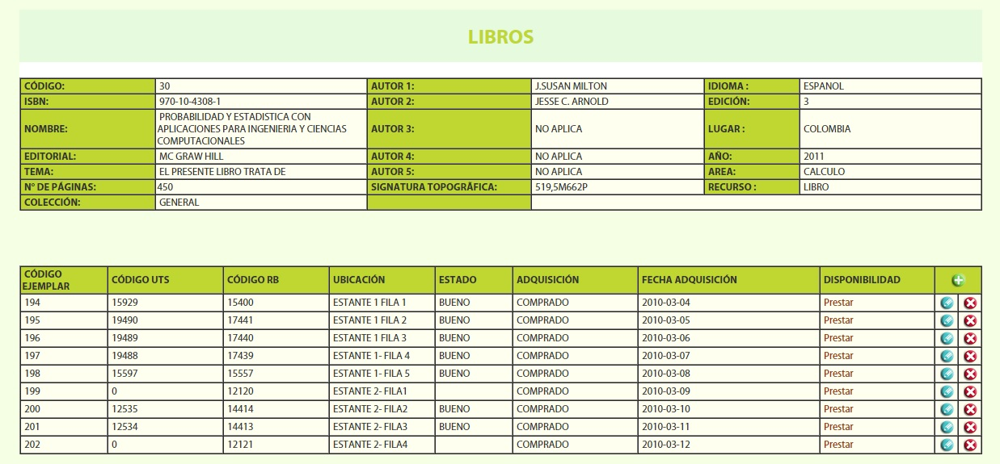 LIBROS
CÓDIGO: 30 AUTOR 1: J.SUSAN MILTON IDIOMA : ESPANOL
ISBN: 970-10-4308-1 AUTOR 2: JESSE C. ARNOLD EDICIÓN: 3
NOMBRE: PROBABILIDAD Y ESTADISTICA CON
APLICACIONES PARA INGENIERIA Y CIENCIAS
COMPUTACIONALES AUTOR 3: NO APLICA LUGAR : COLOMBIA
EDITORIAL: MC GRAW HILL AUTOR 4: NO APLICA AÑO: 2011
TEMA: EL PRESENTE LIBRO TRATA DE AUTOR 5: NO APLICA AREA: CALCULO
N° DE PÁGINAS: 450 SIGNATURA TOPOGRÃFICA: 519,5M662P RECURSO : LIBRO
COLECCIÓN: GENERAL
CÓDIGO
EJEMPLAR CÓDIGO UTS CÓDIGO RB UBICACIÓN ESTADO ADQUISICIÓN FECHA ADQUISICIÓN DISPONIBILIDAD
194 15929 15400 ESTANTE 1 FILA 1 BUENO COMPRADO 2010-03-04 Prestar
195 19490 17441 ESTANTE 1 FILA 2 BUENO COMPRADO 2010-03-05 Prestar
196 19489 17440 ESTANTE 1 FILA 3 BUENO COMPRADO 2010-03-06 Prestar
197 19488 17439 ESTANTE 1- FILA 4 BUENO COMPRADO 2010-03-07 Prestar
198 15597 15557 ESTANTE 1- FILA 5 BUENO COMPRADO 2010-03-08 Prestar
199 0 12120 ESTANTE 2- FILA1 COMPRADO 2010-03-09 Prestar
200 12535 14414 ESTANTE 2- FILA2 BUENO COMPRADO 2010-03-10 Prestar
201 12534 14413 ESTANTE 2- FILA3 BUENO COMPRADO 2010-03-11 Prestar
202 0 12121 ESTANTE 2- FILA4 COMPRADO 2010-03-12 Prestar